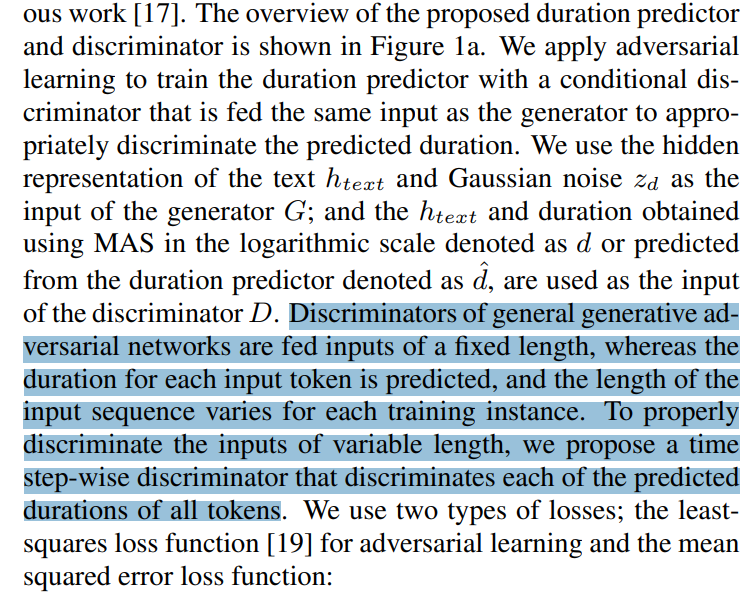 ous work [17]. The overview of the proposed duration predictor
and discriminator is shown in Figure 1a. We apply adversarial
learning to train the duration predictor with a conditional dis-
criminator that is fed the same input as the generator to appro-
priately discriminate the predicted duration. We use the hidden
representation of the text h_text and Gaussian noise z_d as the
input of the generator G; and the h_text and duration obtained
using MAS in the logarithmic scale denoted as d or predicted
from the duration predictor denoted as d̂, are used as the input
of the discriminator D. Discriminators of general generative ad-
versarial networks are fed inputs of a fixed length, whereas the
duration for each input token is predicted, and the length of the
input sequence varies for each training instance. To properly
discriminate the inputs of variable length, we propose a time
step-wise discriminator that discriminates each of the predicted
durations of all tokens. We use two types of losses; the least-
squares loss function [19] for adversarial learning and the mean
squared error loss function: